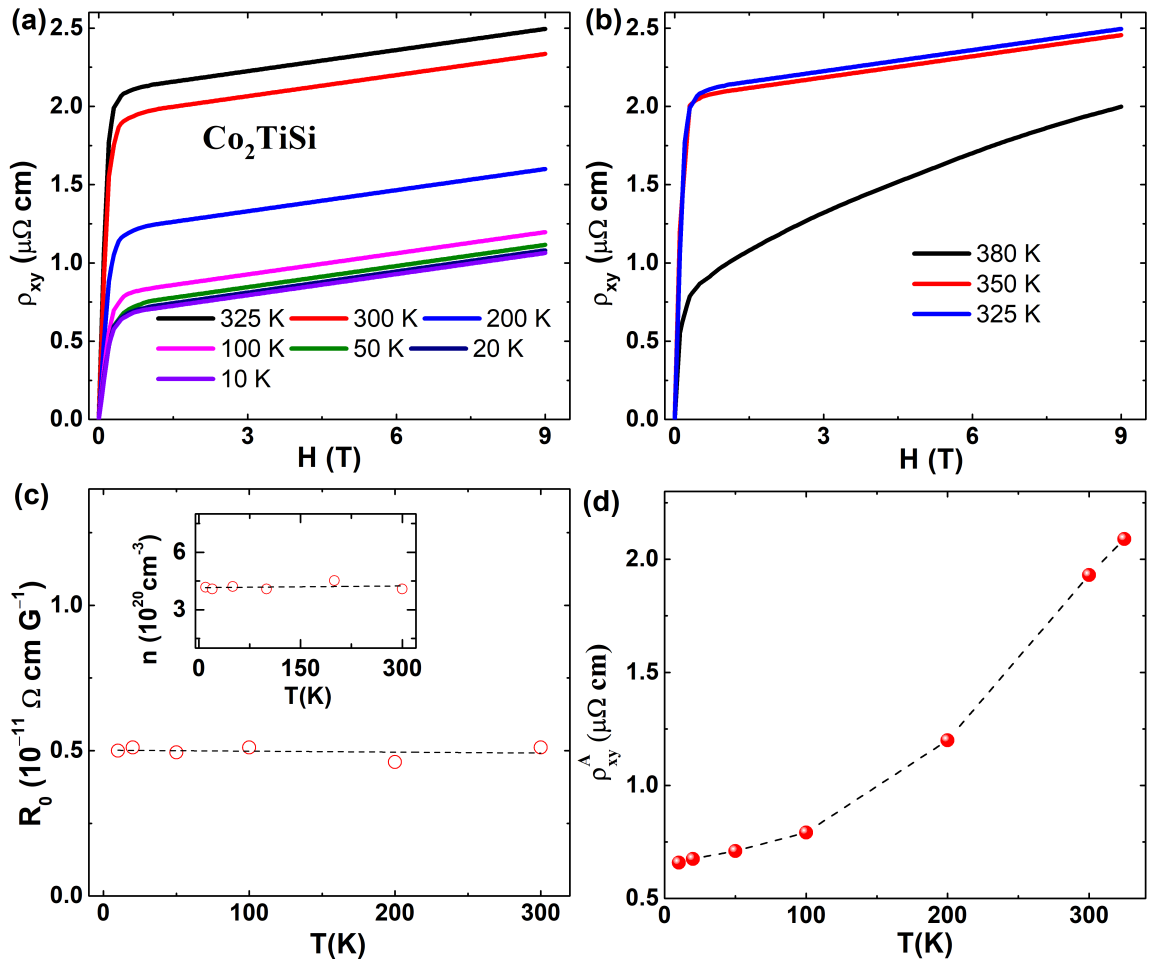 (a)
2.5
2.0
1.5
1.0
0.5
0.0
ρxy (μΩ cm)
Co2TiSi
325 K 300 K 200 K
100 K 50 K 20 K
10 K
0 3 6 9
H (T)
(b)
2.5
2.0
1.5
1.0
0.5
0.0
ρxy (μΩ cm)
380 K
350 K
325 K
0 3 6 9
H (T)
(c)
1.0
0.5
0.0
R0 (10−11 Ω cm G−1)
n (1020cm-3)
6
3
0 150 300
T(K)
0 100 200 300
T(K)
(d)
2.0
1.5
1.0
0.5
ρAxy (μΩ cm)
0 100 200 300
T(K)